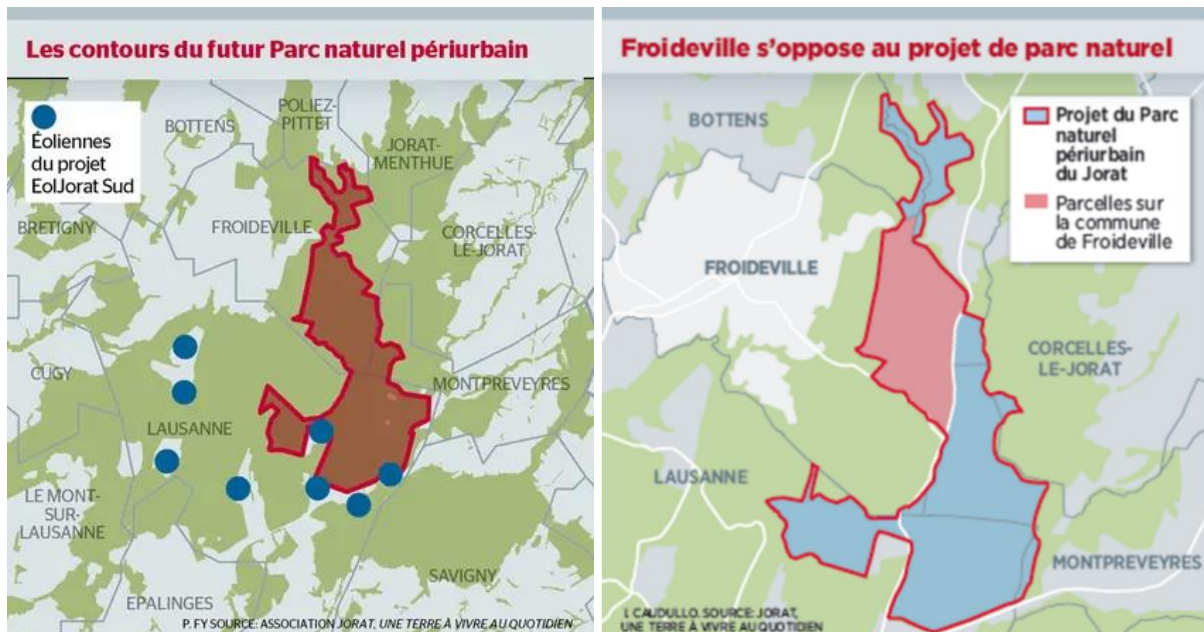 Les contours du futur Parc naturel périurbain
Éoliennes
du projet
EolJorat Sud
POLIEZ-
PITTET
BOTTENS
JORAT-
MENTHUE
BRETIGNY
FROIDEVILLE
CORCELLES-
LE-JORAT
CUGY
MONTPREVEYRES
LAUSANNE
LE MONT-
SUR-
LAUSANNE
SAVIGNY
EPALINGES
P. FY SOURCE: ASSOCIATION JORAT, UNE TERRE À VIVRE AU QUOTIDIEN
Froideville s'oppose au projet de parc naturel
Projet du Parc
naturel
périurbain
du Jorat
Parcelles sur
la commune
de Froideville
BOTTENS
FROIDEVILLE
CORCELLES-
LE-JORAT
LAUSANNE
MONTPREVEYRES
I. CAUDULLO. SOURCE: JORAT,
UNE TERRE À VIVRE AU QUOTIDIEN